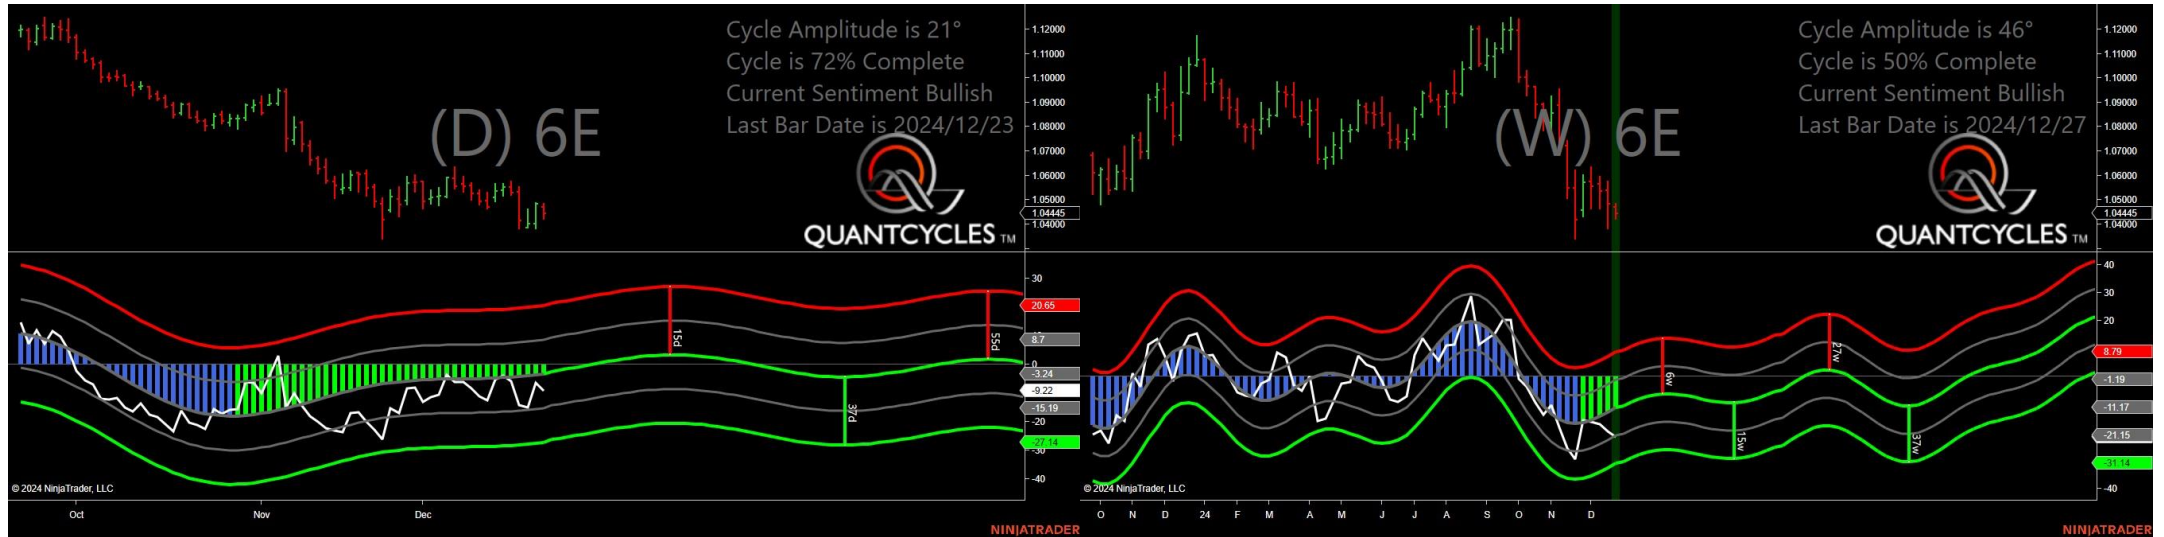 Cycle Amplitude is 21°
Cycle is 72% Complete
Current Sentiment Bullish
Last Bar Date is 2024/12/23
(D) 6E
QUANTCYCLES TM
1.12000
1.11000
1.10000
1.09000
1.08000
1.07000
1.06000
1.05000
1.04445
1.04000
15d
37d
55d
30
20.65
8.7
0
-3.24
-9.22
-15.19
-20
-27.14
-30
-40
© 2024 NinjaTrader, LLC
Oct Nov Dec
NINJATRADER
Cycle Amplitude is 46°
Cycle is 50% Complete
Current Sentiment Bullish
Last Bar Date is 2024/12/27
(W) 6E
QUANTCYCLES TM
1.12000
1.11000
1.10000
1.09000
1.08000
1.07000
1.06000
1.05000
1.04445
1.04000
6w
15w
27w
37w
40
30
20
8.79
-1.19
-11.17
-21.15
-31.14
-40
© 2024 NinjaTrader, LLC
O N D 24 F M A M J J A S O N D
NINJATRADER